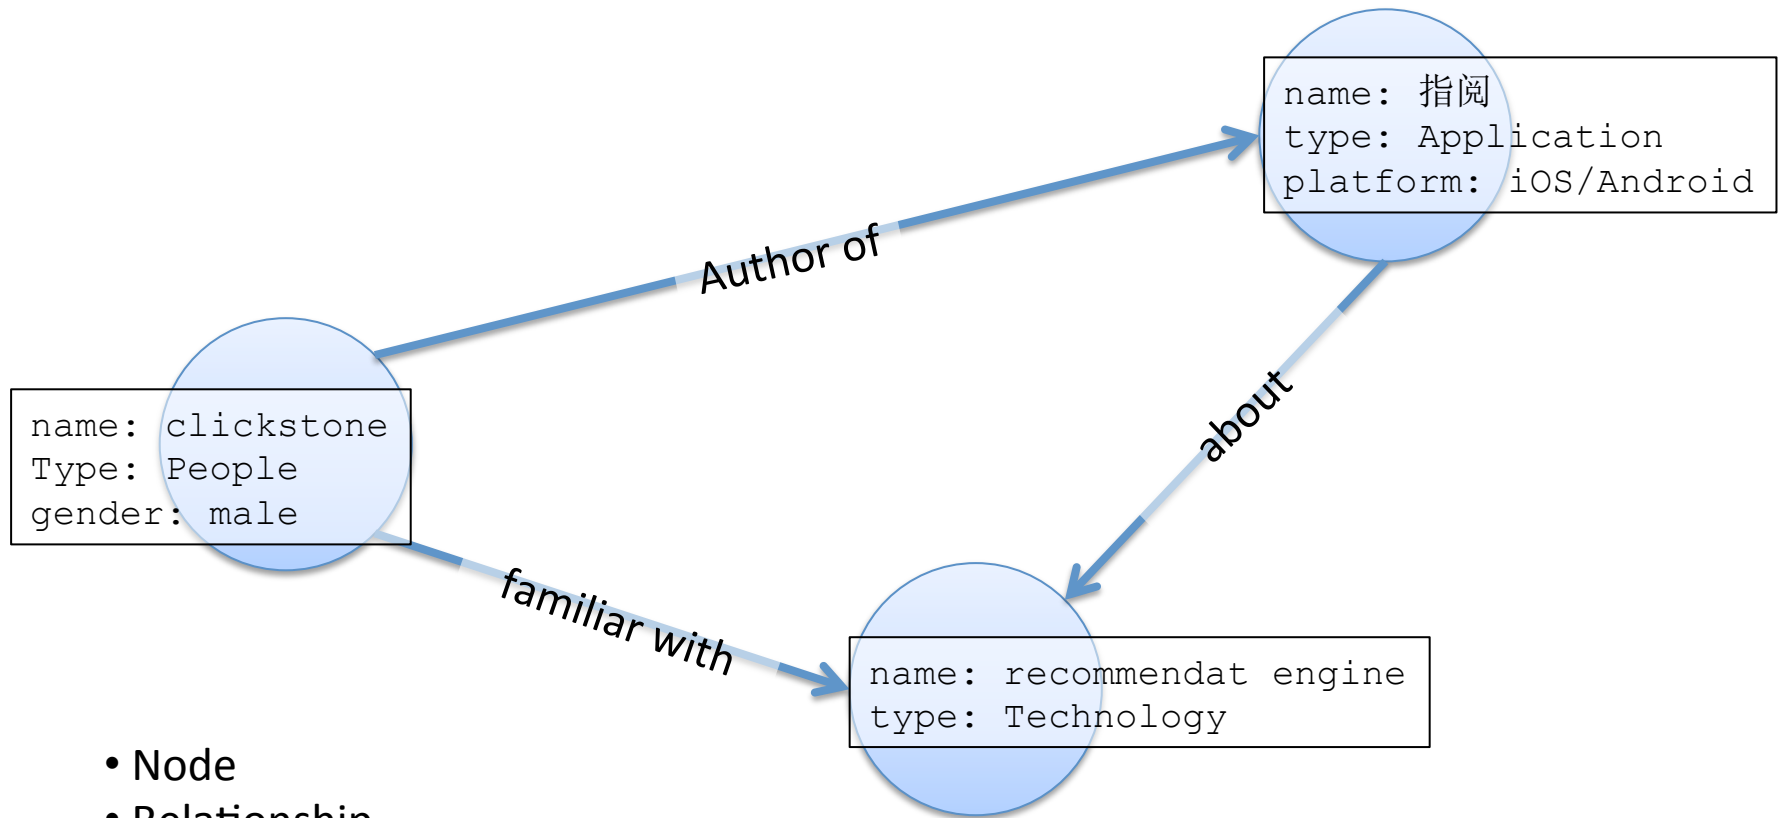 name: 指阅
type: Application
platform: iOS/Android
Author of
about
name: clickstone
Type: People
gender: male
familiar with
name: recommendat engine
type: Technology
• Node
• Relationship